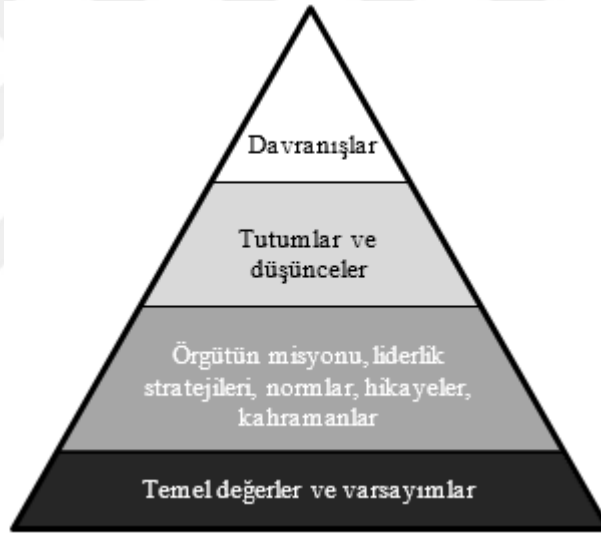 Davranışlar
Tutumlar ve
düşünceler
Örgütün misyonu, liderlik
stratejileri, normlar, hikayeler,
kahramanlar
Temel değerler ve varsayımlar